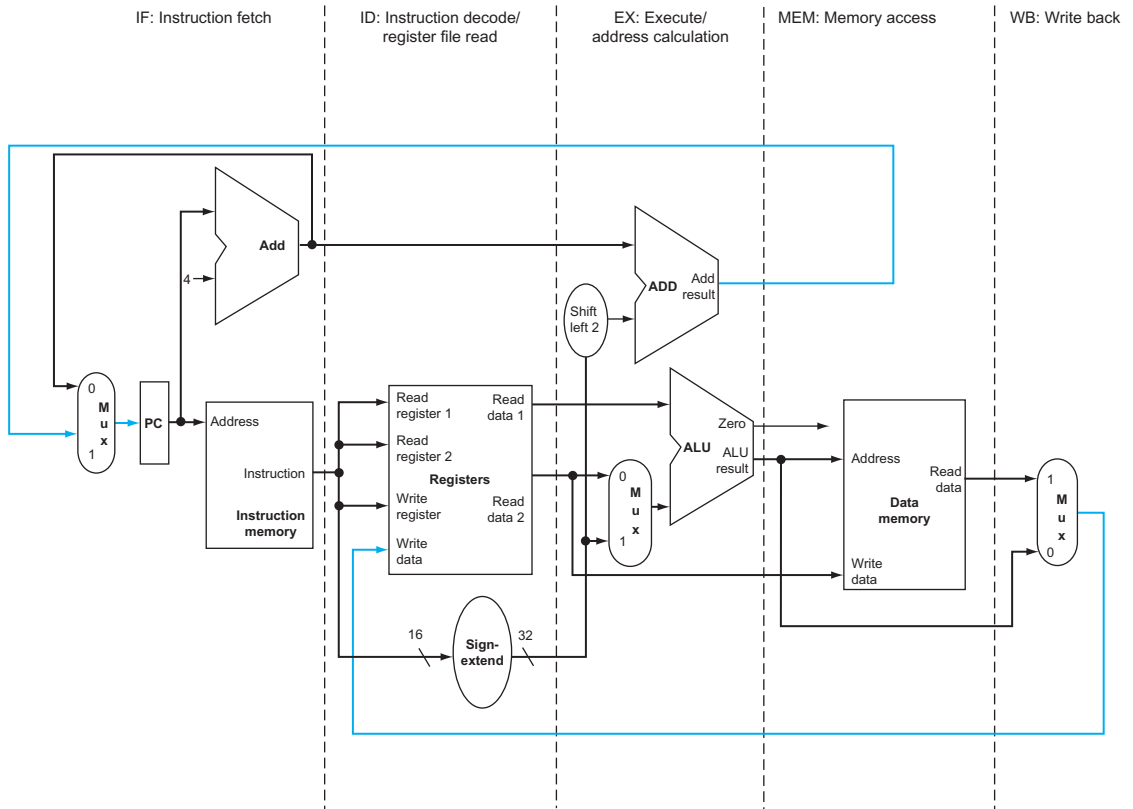 IF: Instruction fetch
ID: Instruction decode/
register file read
EX: Execute/
address calculation
MEM: Memory access
WB: Write back
Add
4
ADD
Add
result
Shift
left 2
0
M
u
x
1
PC
Address
Instruction
Instruction
memory
Read
register 1
Read
register 2
Write
register
Write
data
Registers
Read
data 1
Read
data 2
16
Sign-
extend
32
0
M
u
x
1
Zero
ALU
ALU
result
Address
Write
data
Data
memory
Read
data
1
M
u
x
0